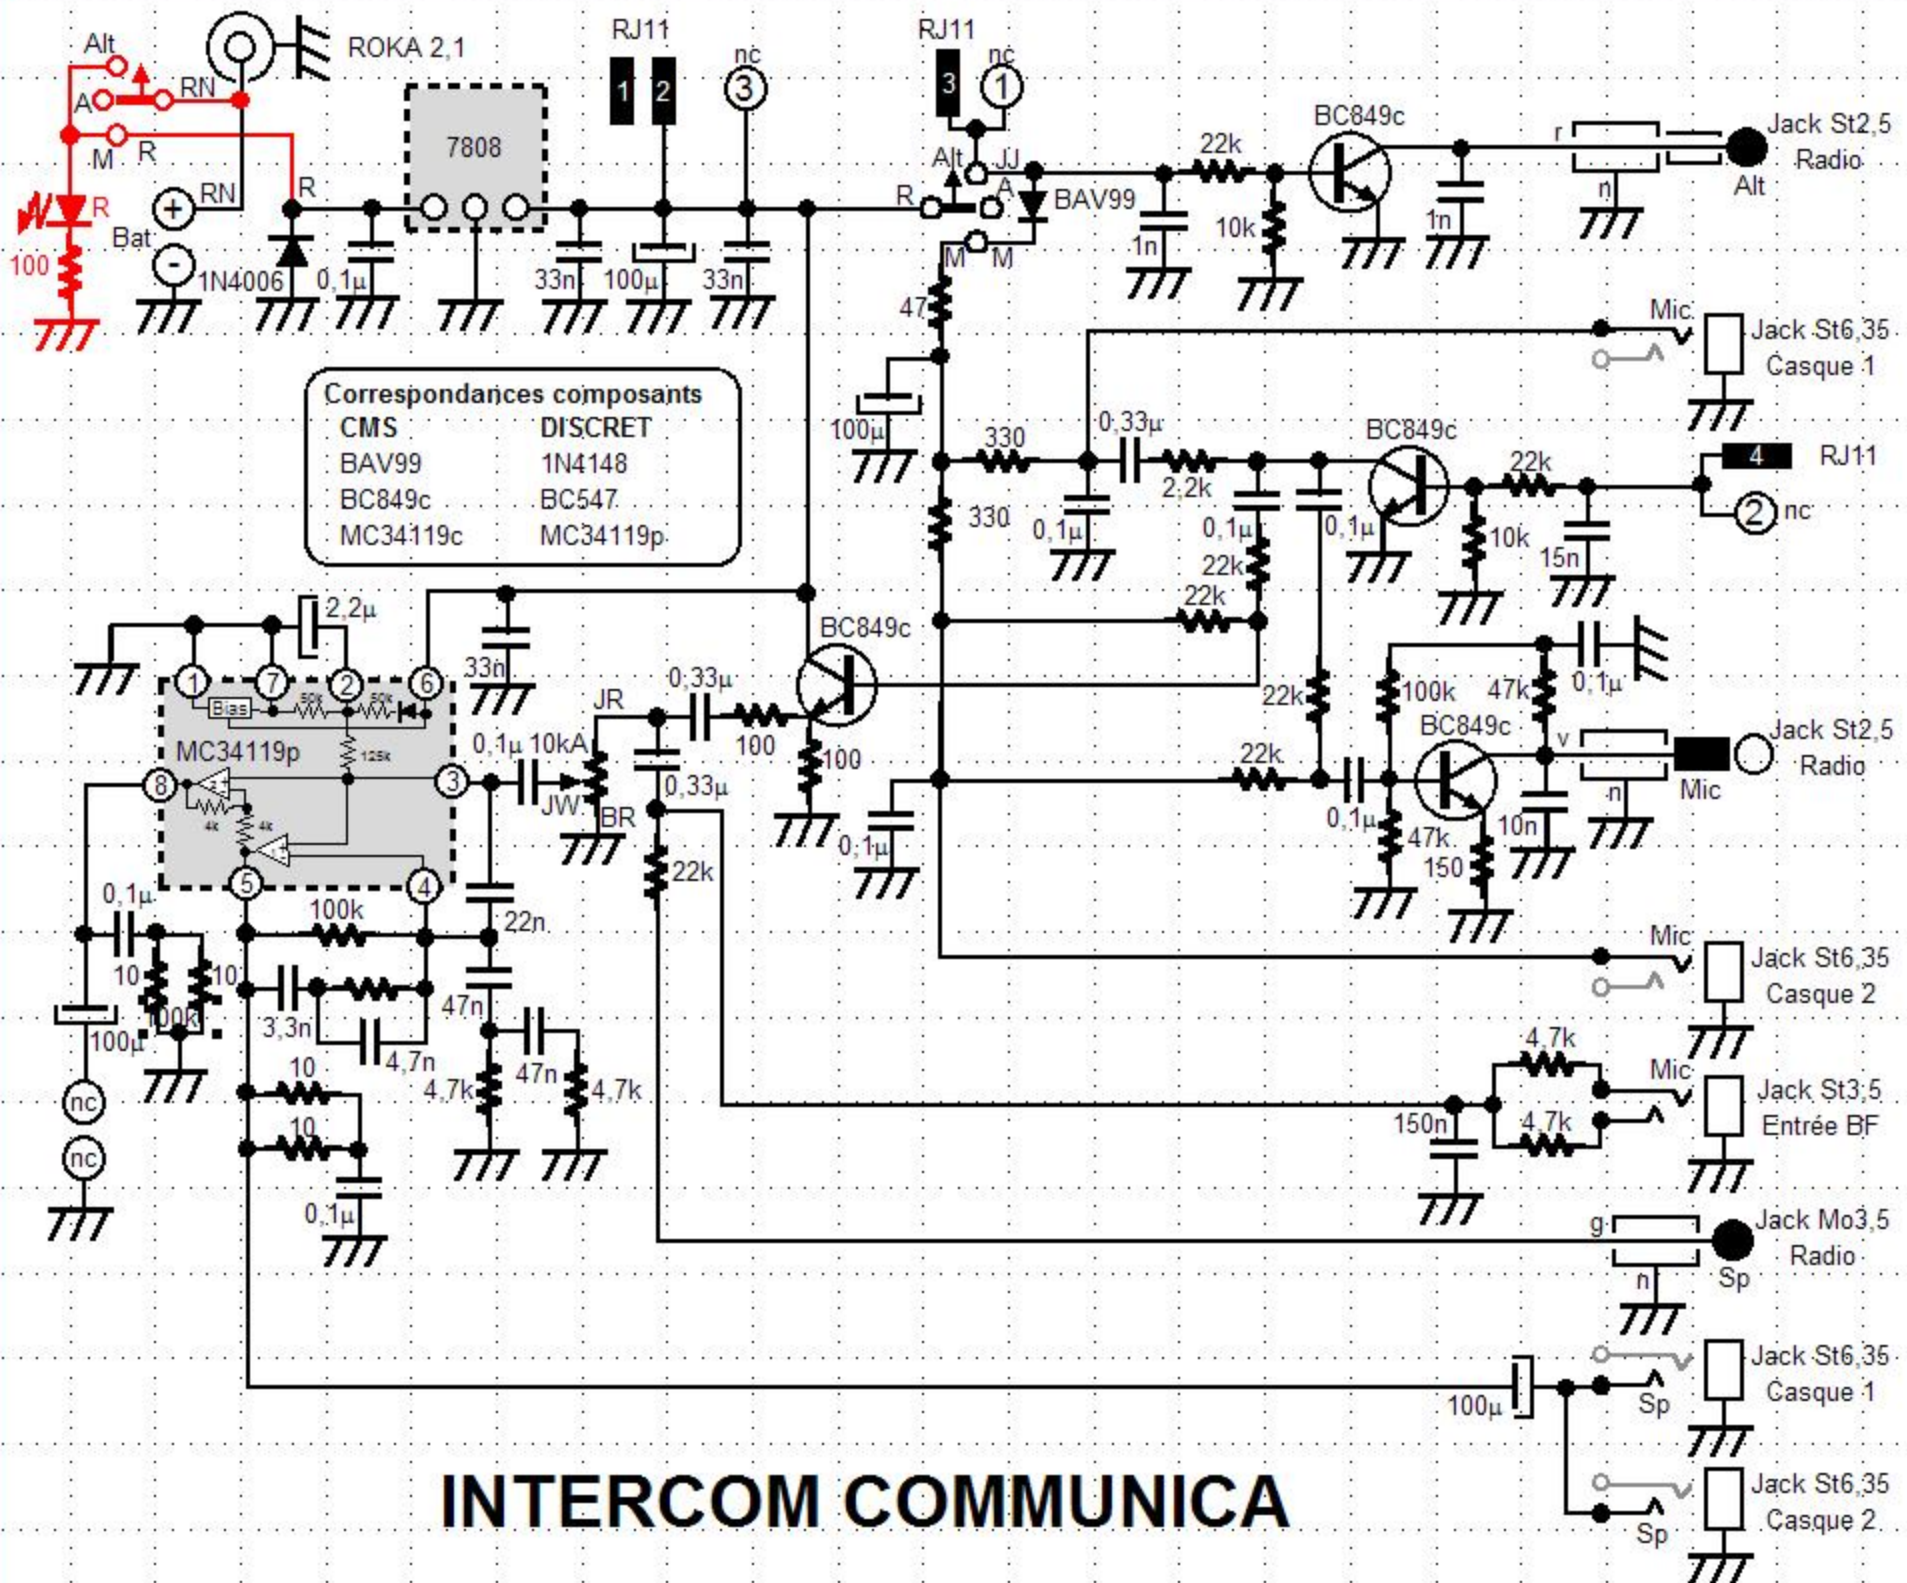 Alt
ROKA 2,1
RJ11
nc
RJ11
nc
A
RN
1
2
3
3
1
M
R
7808
Alt
JJ
22k
BC849c
r
Jack St2,5
Radio
Alt
n
R
RN
+
R
R
A
BAV99
Bat
-
10k
1n
1n
100
1N4006
0,1µ
33n
100µ
33n
M
M
47
Mic
Jack St6,35
Casque 1
Correspondances composants
CMS DISCRET
BAV99 1N4148
BC849c BC547
MC34119c MC34119p
100µ
330
0,33µ
2,2k
BC849c
22k
4
RJ11
330
0,1µ
0,1µ
0,1µ
10k
15n
2
nc
22k
22k
2,2µ
33n
BC849c
1
7
2
6
Bias
50k
50k
125k
MC34119p
8
3
4k
4k
5
4
0,1µ
10kA
JW
JR
BR
0,33µ
100
100
0,33µ
22k
22k
100k
47k
0,1µ
BC849c
v
Jack St2,5
Radio
Mic
n
22k
0,1µ
0,1µ
47k
150
10n
0,1µ
100k
22n
10
10
100k
3,3n
4,7n
47n
100µ
Mic
Jack St6,35
Casque 2
10
4,7k
47n
4,7k
10
0,1µ
nc
nc
4,7k
Mic
Jack St3,5
Entrée BF
150n
4,7k
g
Jack Mo3,5
Radio
n
Sp
100µ
Jack St6,35
Casque 1
Sp
INTERCOM COMMUNICA
Jack St6,35
Casque 2
Sp